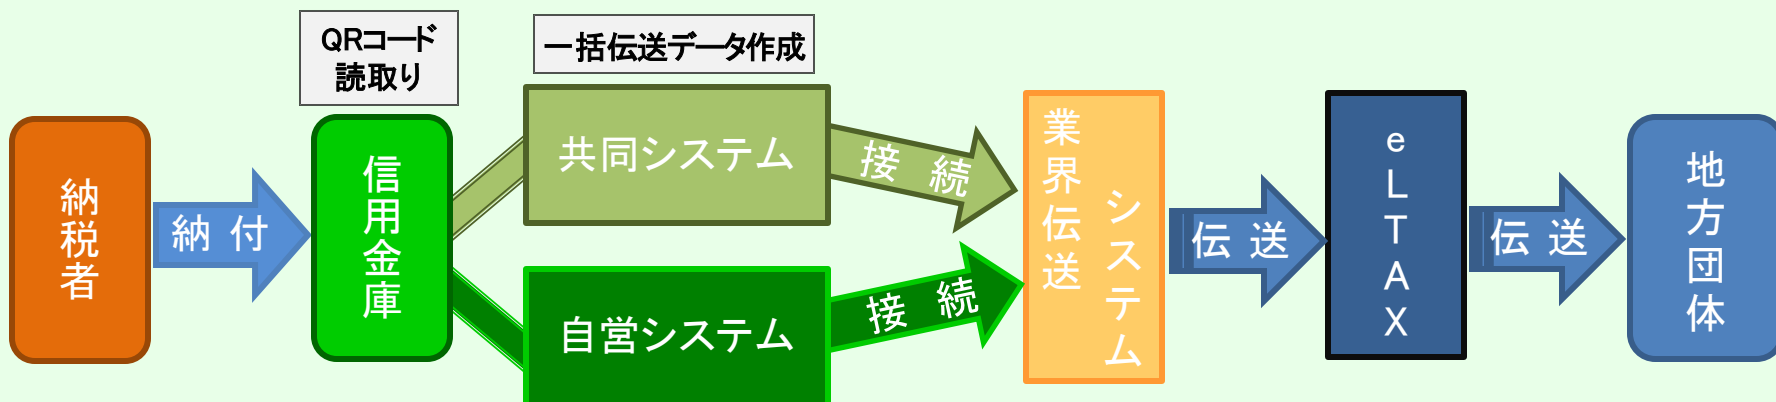 納税者
納付
QRコード
読取り
信用金庫
一括伝送データ作成
共同システム
自営システム
接続
接続
業界伝送
システム
伝送
eLTAX
伝送
地方団体